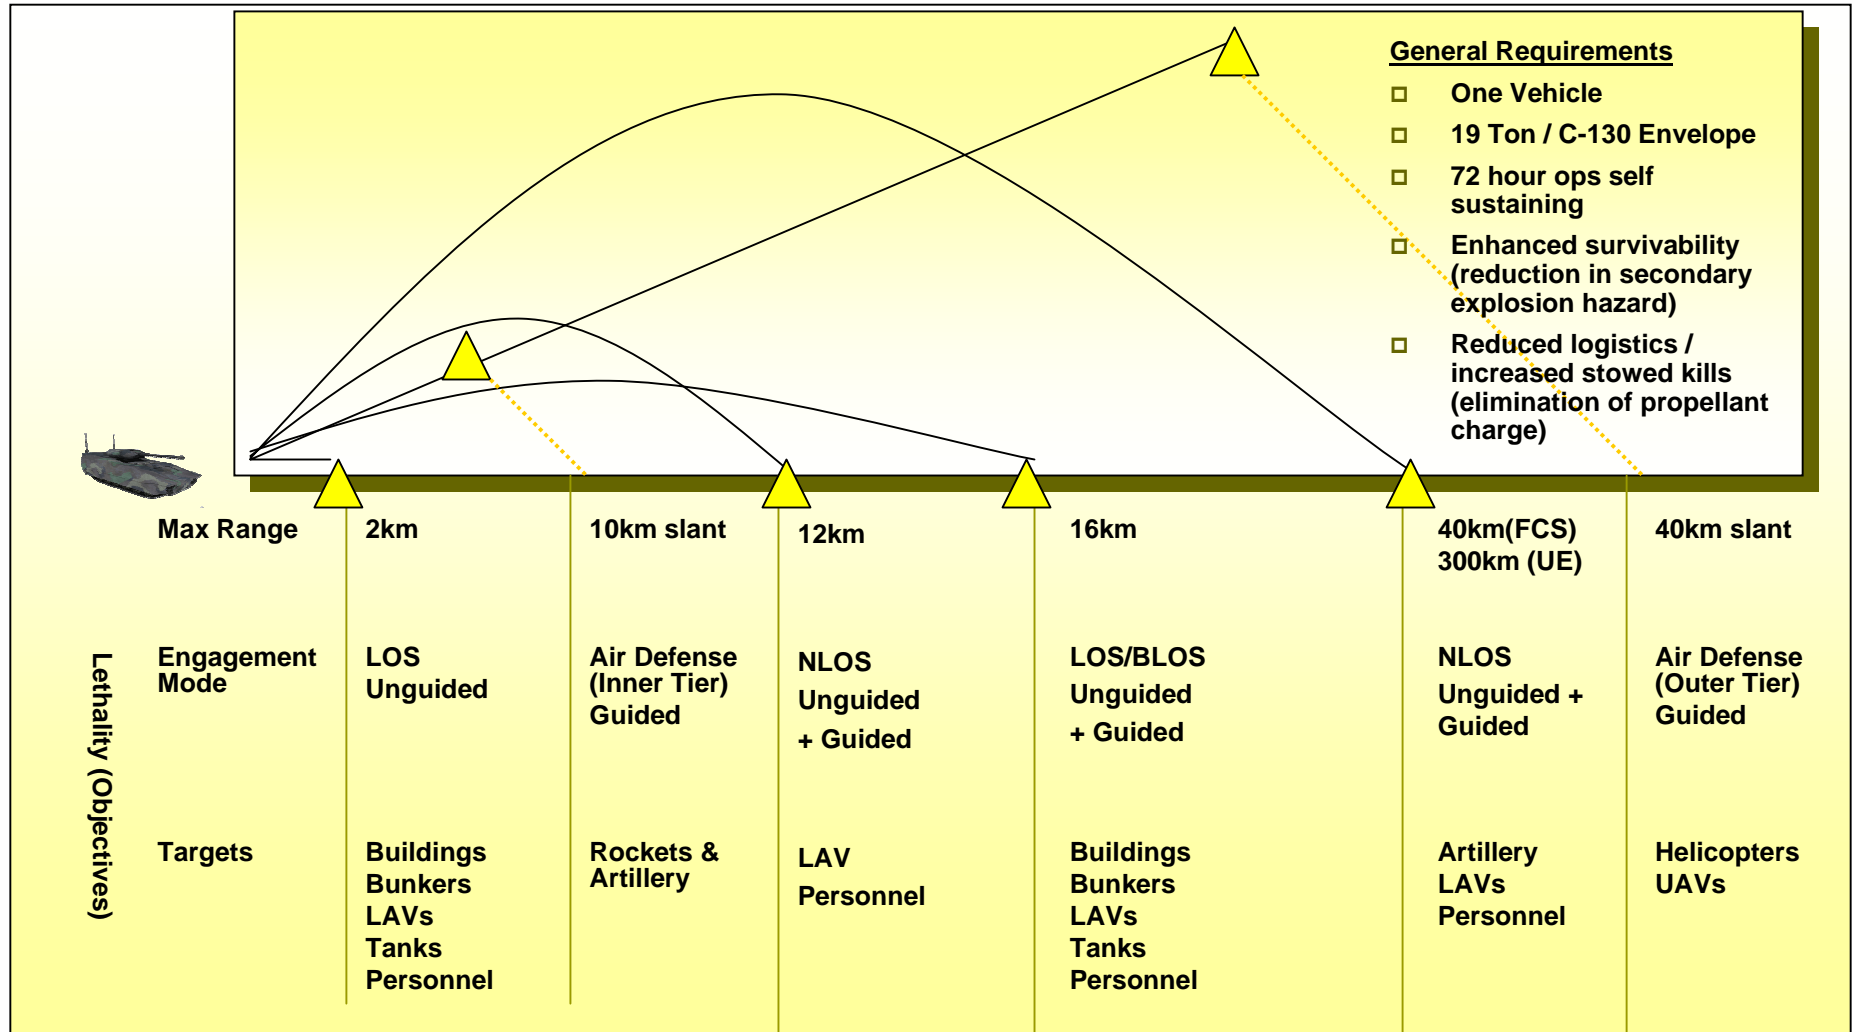 General Requirements
One Vehicle
19 Ton / C-130 Envelope
72 hour ops self
sustaining
Enhanced survivability
(reduction in secondary
explosion hazard)
Reduced logistics /
increased stowed kills
(elimination of propellant
charge)
Max Range
2km
10km slant
12km
16km
40km(FCS)
300km (UE)
40km slant
Lethality (Objectives)
Engagement
Mode
LOS
Unguided
Air Defense
(Inner Tier)
Guided
NLOS
Unguided
+ Guided
LOS/BLOS
Unguided
+ Guided
NLOS
Unguided +
Guided
Air Defense
(Outer Tier)
Guided
Targets
Buildings
Bunkers
LAVs
Tanks
Personnel
Rockets &
Artillery
LAV
Personnel
Buildings
Bunkers
LAVs
Tanks
Personnel
Artillery
LAVs
Personnel
Helicopters
UAVs